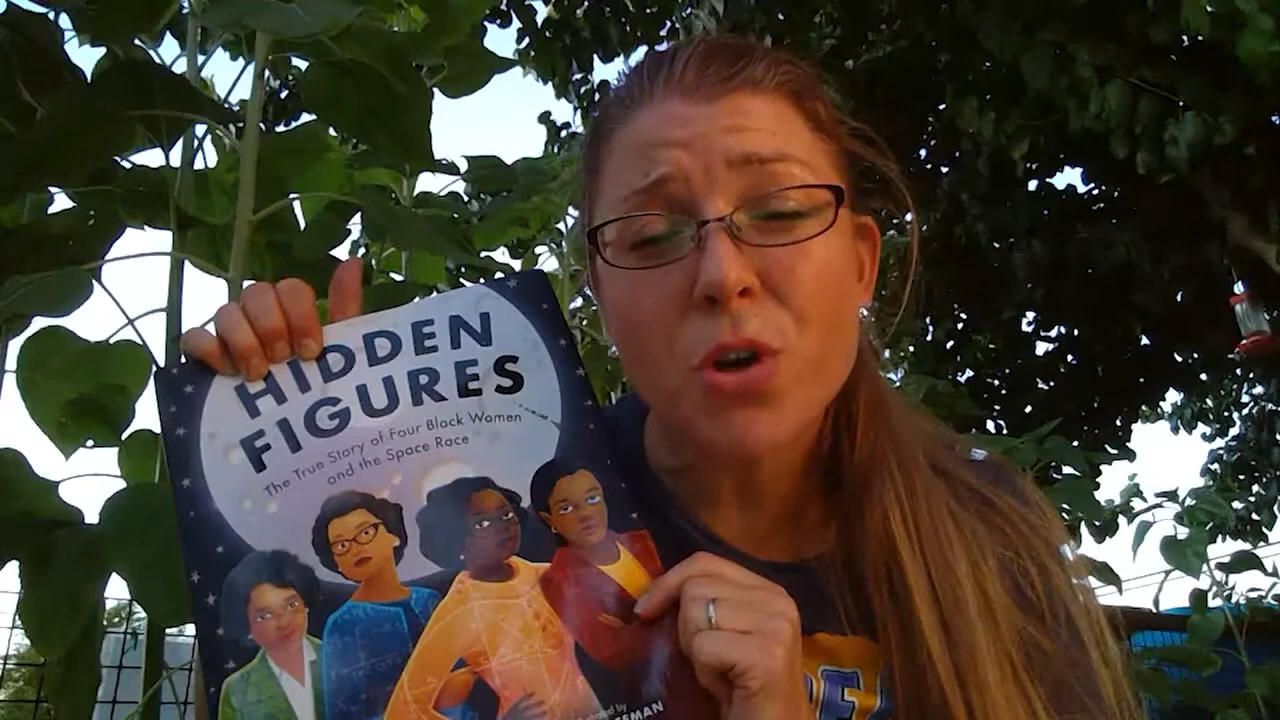 HIDDEN
FIGURES
The True Story of Four Black Women
and the Space Race